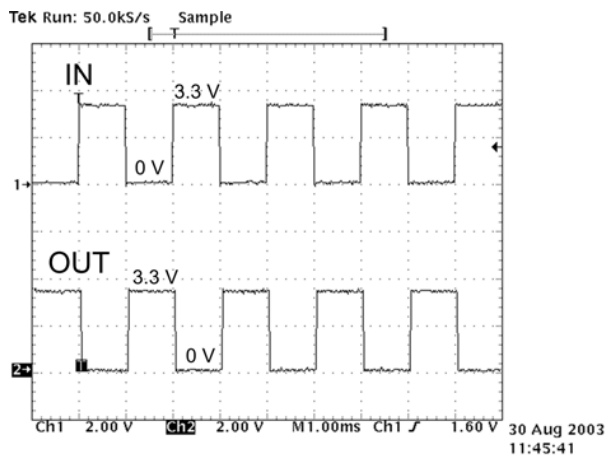 Tek Run: 50.0kS/s Sample
[ T ]
IN
T
3.3 V
0 V
1→
OUT
3.3 V
0 V
2→
T
Ch1 2.00 V Ch2 2.00 V M1.00ms Ch1 ƒ 1.60 V
30 Aug 2003
11:45:41